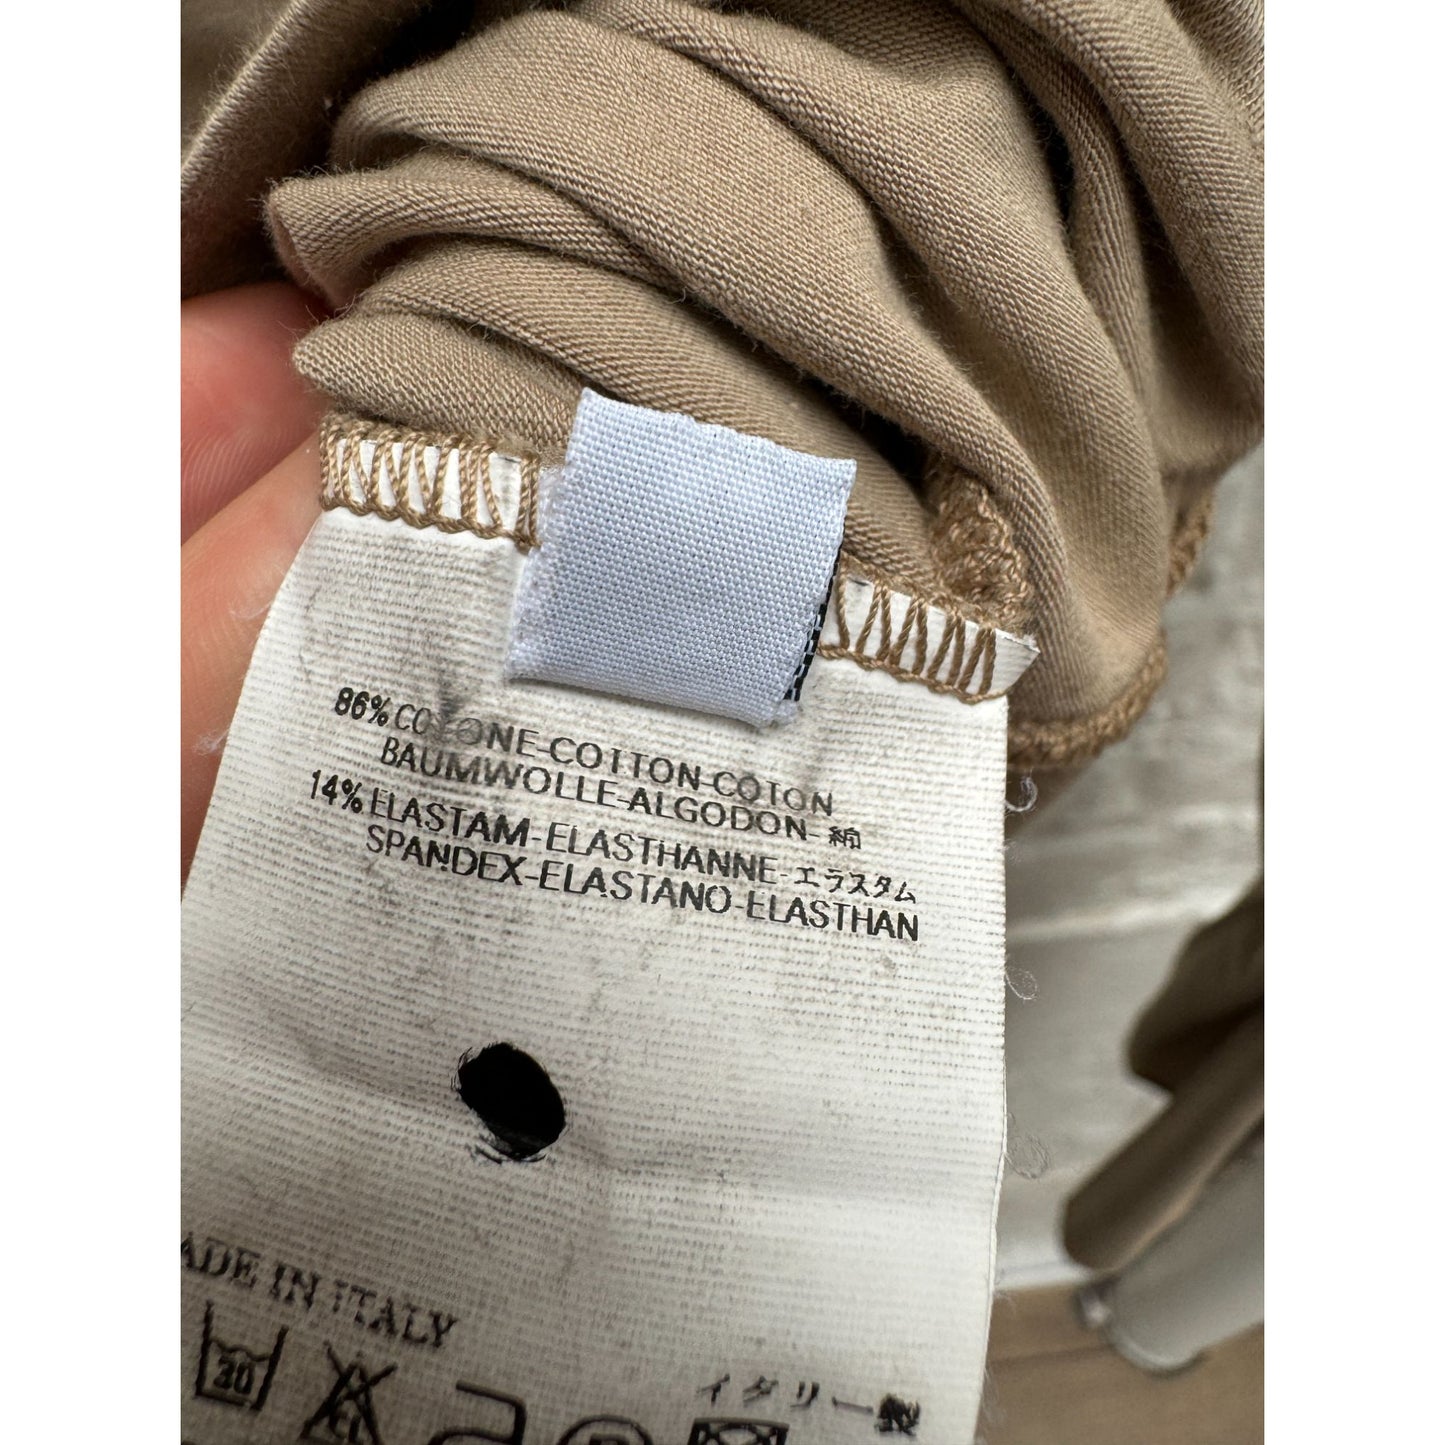 86% COTONE-COTTON-COTON
BAUMWOLLE-ALGODON-綿
14% ELASTAM-ELASTHANNE-エラスタム
SPANDEX-ELASTANO-ELASTHAN
ADE IN ITALY
30
CL
イタリー製
P